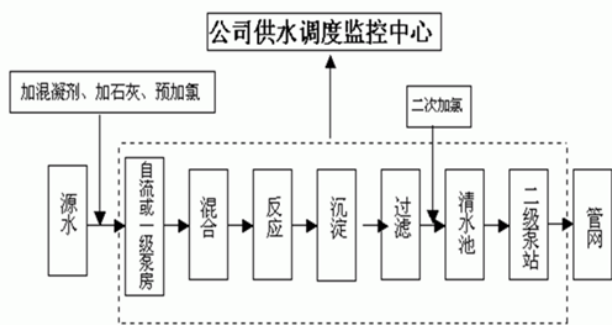 公司供水调度监控中心
加混凝剂、加石灰、预加氯
二次加氯
源水
自流或一级泵房
混合
反应
沉淀
过滤
清水池
二级泵站
管网